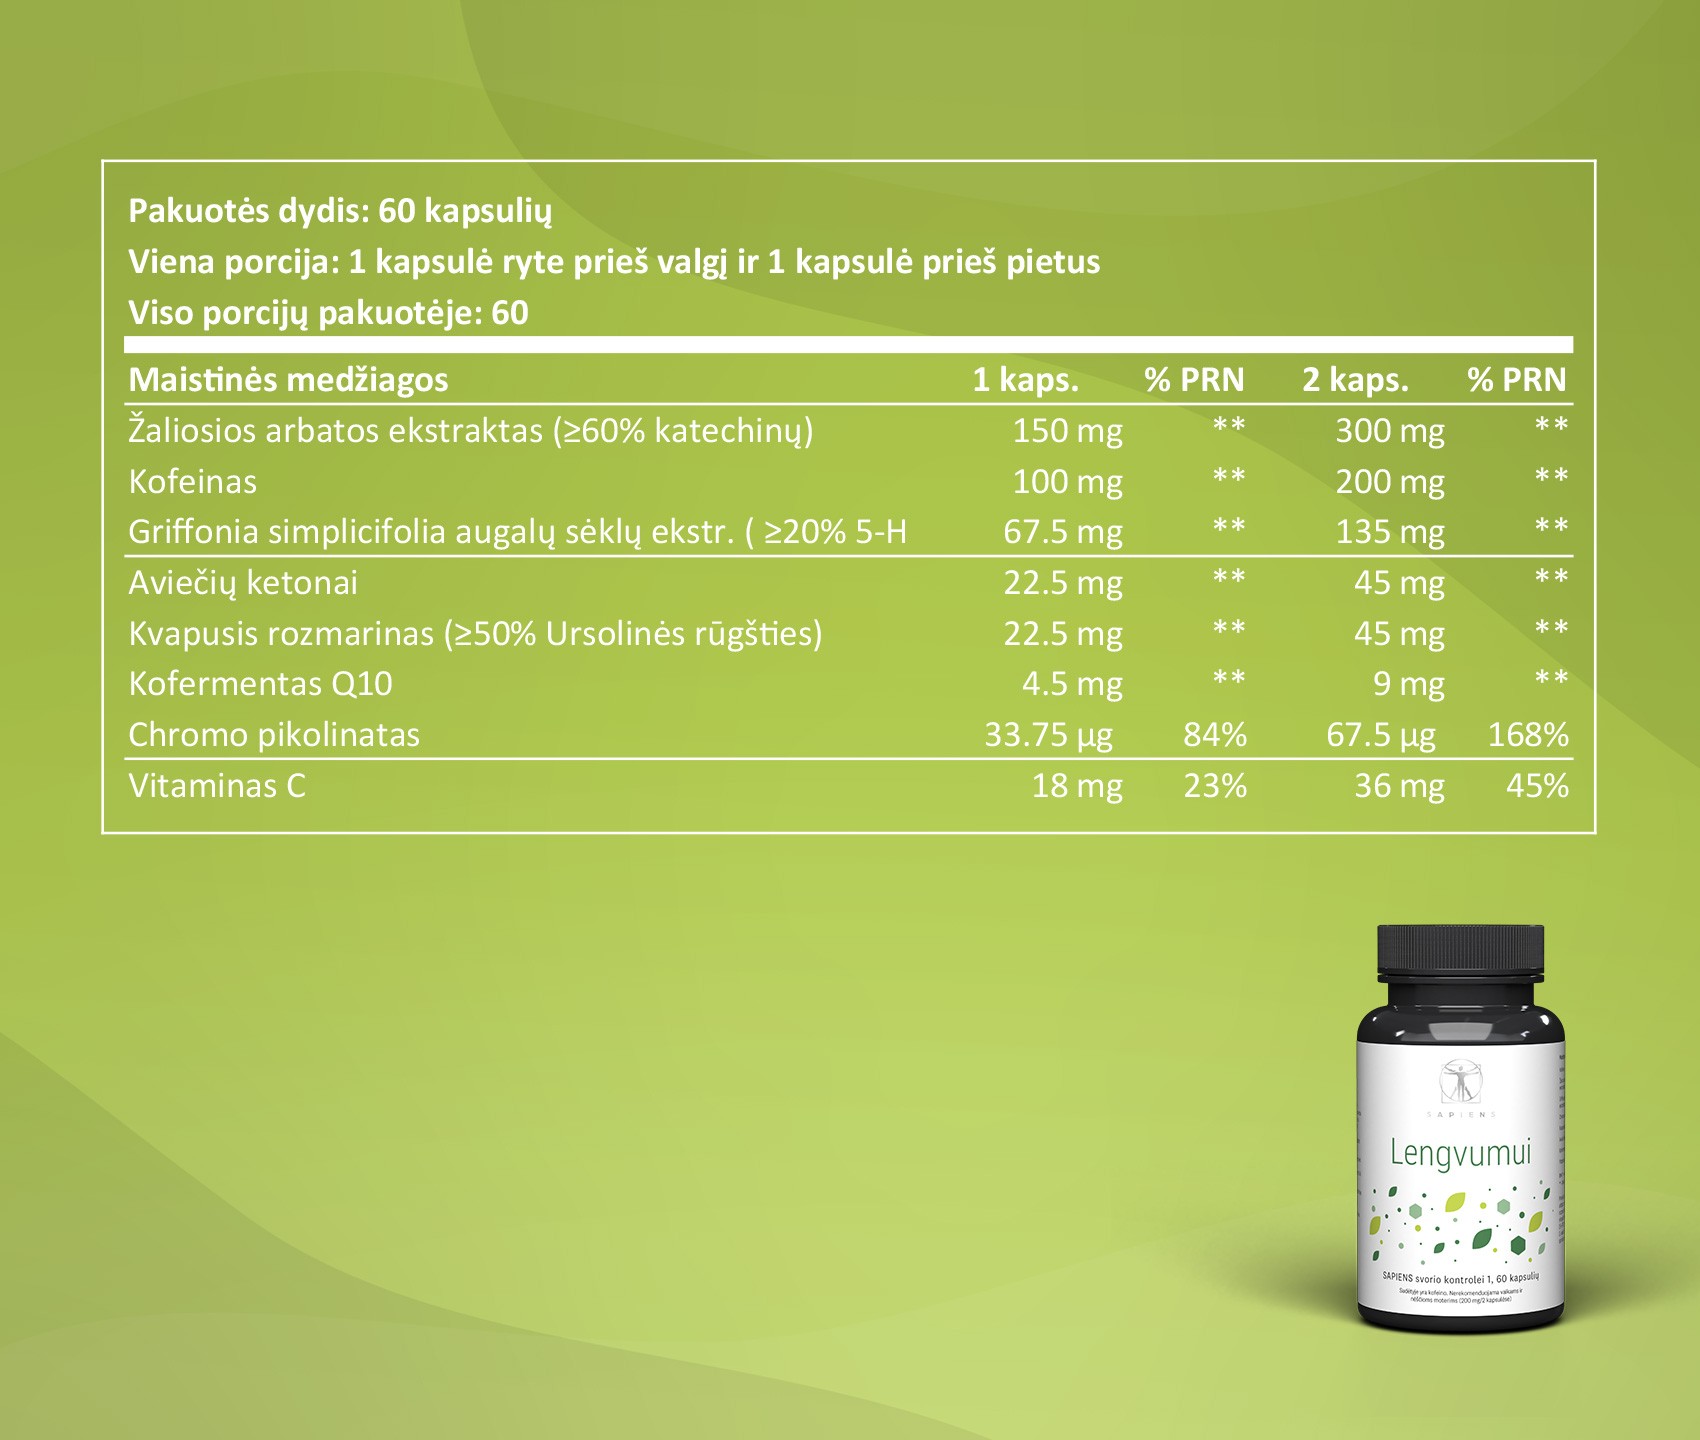 Pakuotės dydis: 60 kapsulių
Viena porcija: 1 kapsulė ryte prieš valgį ir 1 kapsulė prieš pietus
Viso porcijų pakuotėje: 60
Maistinės medžiagos 1 kaps. % PRN 2 kaps. % PRN
Žaliosios arbatos ekstraktas (≥60% katechinų) 150 mg ** 300 mg **
Kofeinas 100 mg ** 200 mg **
Griffonia simplicifolia augalų sėklų ekstr. ( ≥20% 5-H 67.5 mg ** 135 mg **
Aviečių ketonai 22.5 mg ** 45 mg **
Kvapusis rozmarinas (≥50% Ursolinės rūgšties) 22.5 mg ** 45 mg **
Kofermentas Q10 4.5 mg ** 9 mg **
Chromo pikolinatas 33.75 µg 84% 67.5 µg 168%
Vitaminas C 18 mg 23% 36 mg 45%
SAPIENS
Lengvumui
SAPIENS svorio kontrolei 1, 60 kapsulių
Sudėtyje yra kofeino. Nerekomenduojama vaikams ir
nėščioms moterims (200 mg/2 kapsulėse)